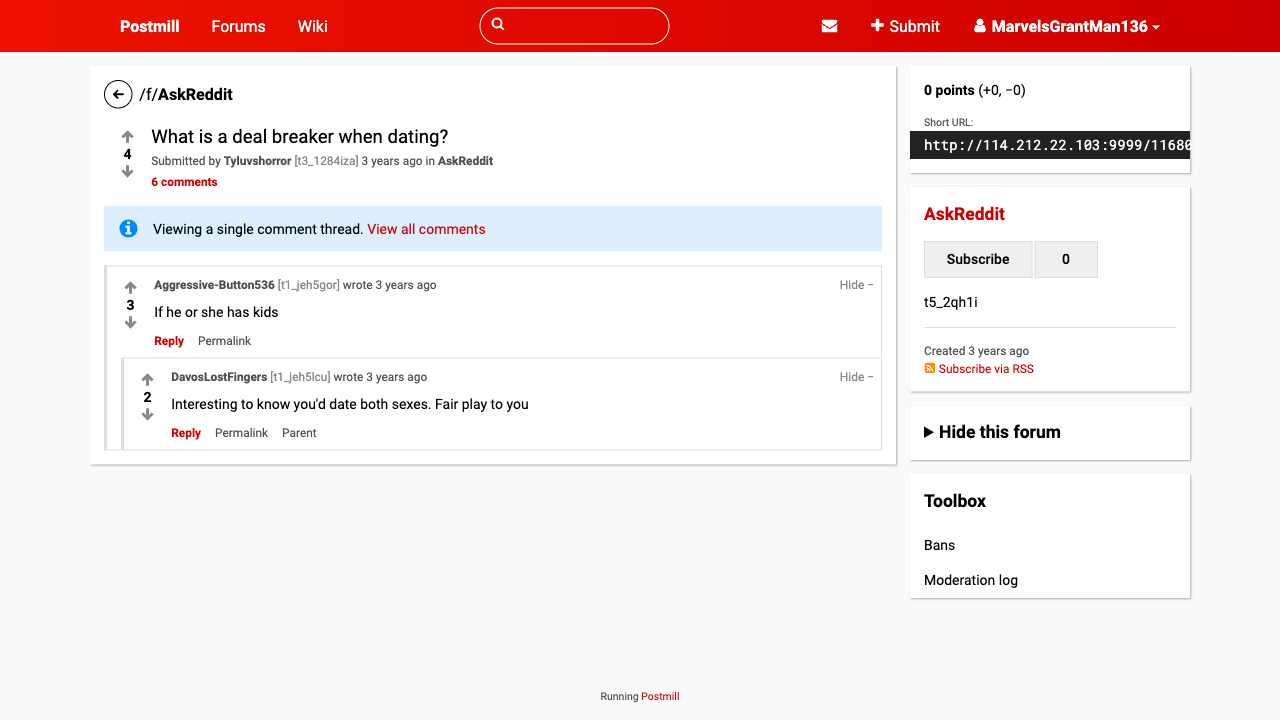 Postmill Forums Wiki Submit MarvelsGrantMan136
/f/AskReddit
What is a deal breaker when dating?
4
Submitted by Tyluvshorror [t3_1284iza] 3 years ago in AskReddit
6 comments
Viewing a single comment thread. View all comments
Aggressive-Button536 [t1_jeh5gor] wrote 3 years ago Hide −
3
If he or she has kids
Reply Permalink
DavosLostFingers [t1_jeh5lcu] wrote 3 years ago Hide −
2
Interesting to know you'd date both sexes. Fair play to you
Reply Permalink Parent
0 points (+0, −0)
Short URL:
http://114.212.22.103:9999/11680
AskReddit
Subscribe 0
t5_2qh1i
Created 3 years ago
Subscribe via RSS
Hide this forum
Toolbox
Bans
Moderation log
Running Postmill